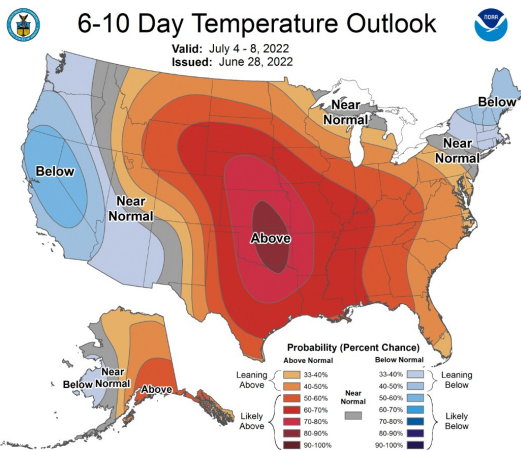 6-10 Day Temperature Outlook
Valid: July 4 - 8, 2022
Issued: June 28, 2022
NOAA
Below
Near
Normal
Above
Near
Normal
Below
Near
Normal
Below
Near
Normal
Above
Probability (Percent Chance)
Above Normal
Below Normal
Leaning
Above
33-40%
40-50%
Likely
Above
50-60%
60-70%
70-80%
80-90%
90-100%
Near
Normal
33-40%
40-50%
Leaning
Below
50-60%
60-70%
70-80%
80-90%
90-100%
Likely
Below